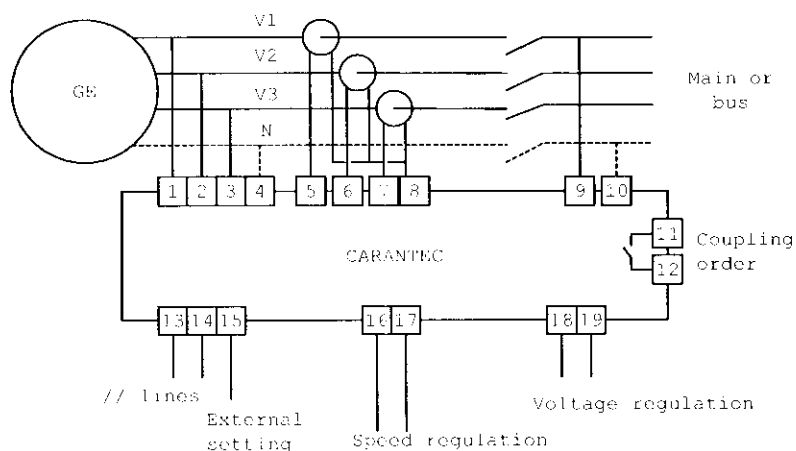 V1
V2
GE
V3
N
Main or
bus
1 2 3 4 5 6 7 8 9 10
11
Coupling
CARANTEC
12
order
13 14 15 16 17 18 19
// lines
External
setting
Speed regulation
Voltage regulation